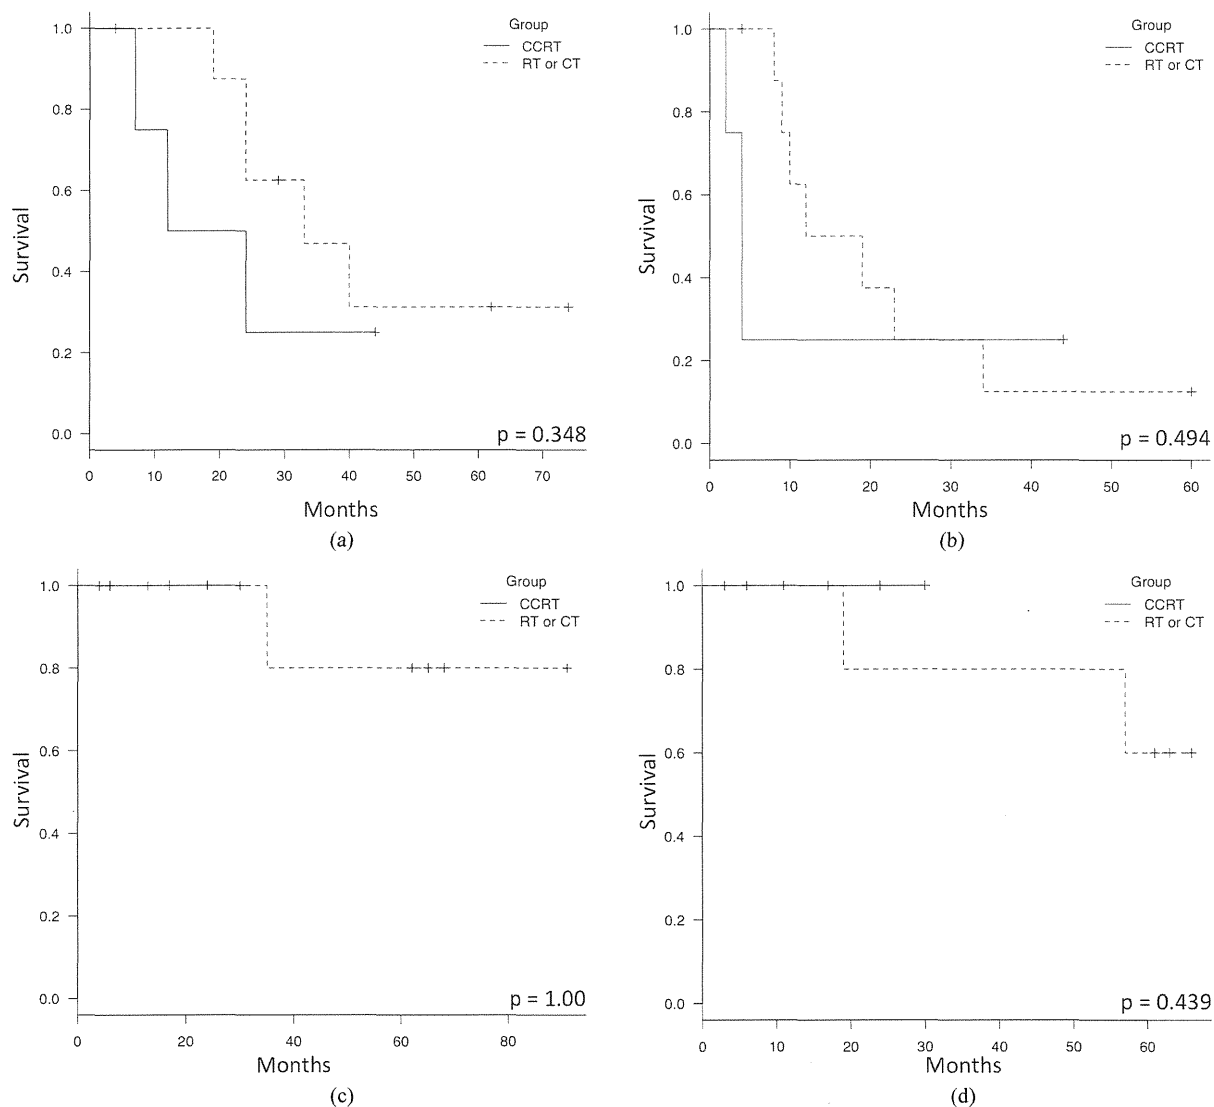 Group
CCRT
RT or CT
1.0
0.8
0.6
0.4
0.2
0.0
Survival
p = 0.348
0 10 20 30 40 50 60 70
Months
(a)
Group
CCRT
RT or CT
1.0
0.8
0.6
0.4
0.2
0.0
Survival
p = 0.494
0 10 20 30 40 50 60
Months
(b)
Group
CCRT
RT or CT
1.0
0.8
0.6
0.4
0.2
0.0
Survival
p = 1.00
0 20 40 60 80
Months
(c)
Group
CCRT
RT or CT
1.0
0.8
0.6
0.4
0.2
0.0
Survival
p = 0.439
0 10 20 30 40 50 60
Months
(d)